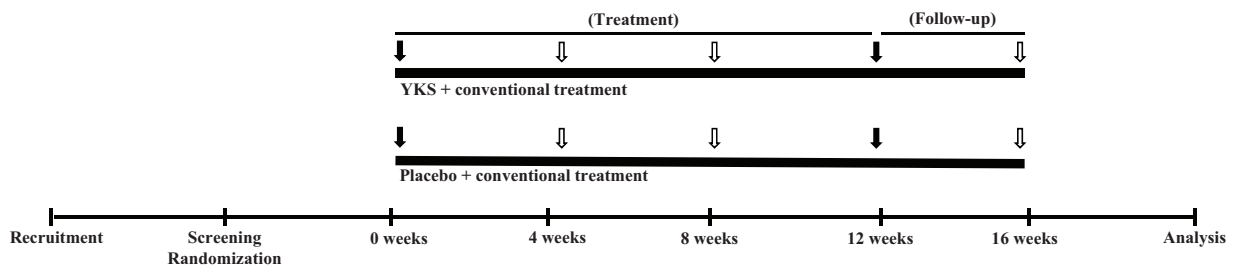 (Treatment)
(Follow-up)
YKS + conventional treatment
Placebo + conventional treatment
Recruitment
Screening
Randomization
0 weeks
4 weeks
8 weeks
12 weeks
16 weeks
Analysis